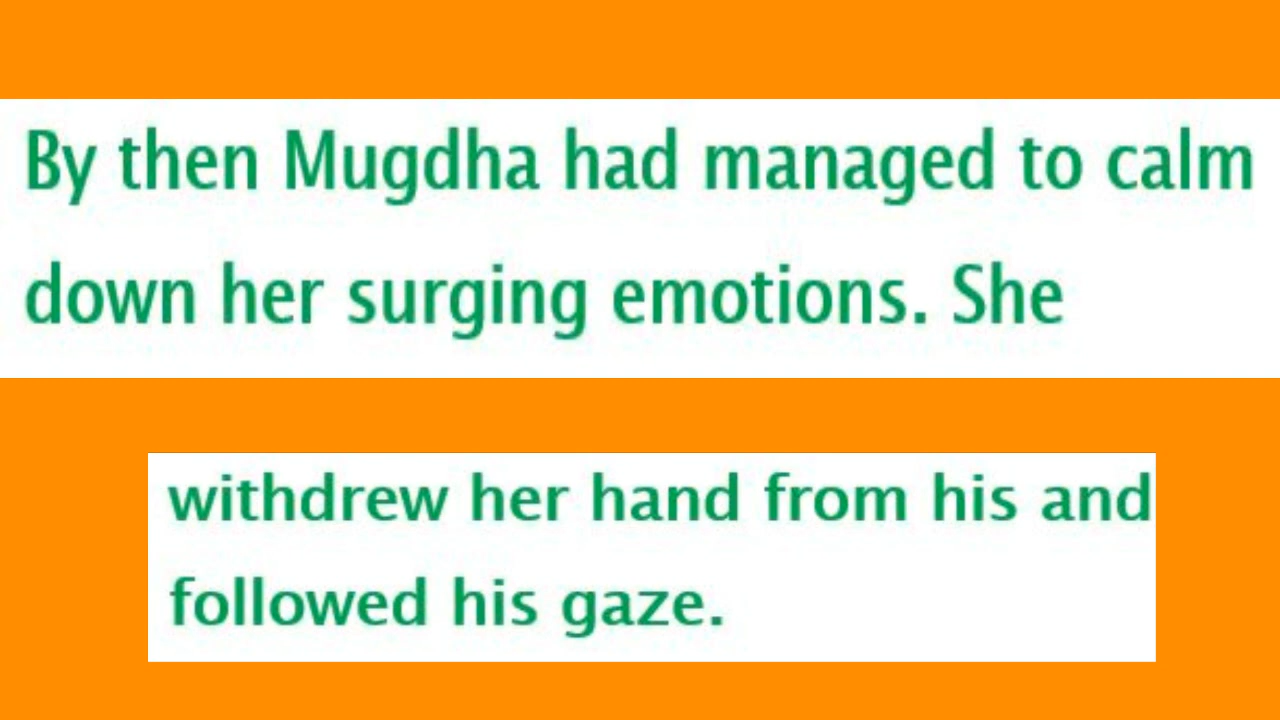 By then Mugdha had managed to calm
down her surging emotions. She
withdrew her hand from his and
followed his gaze.